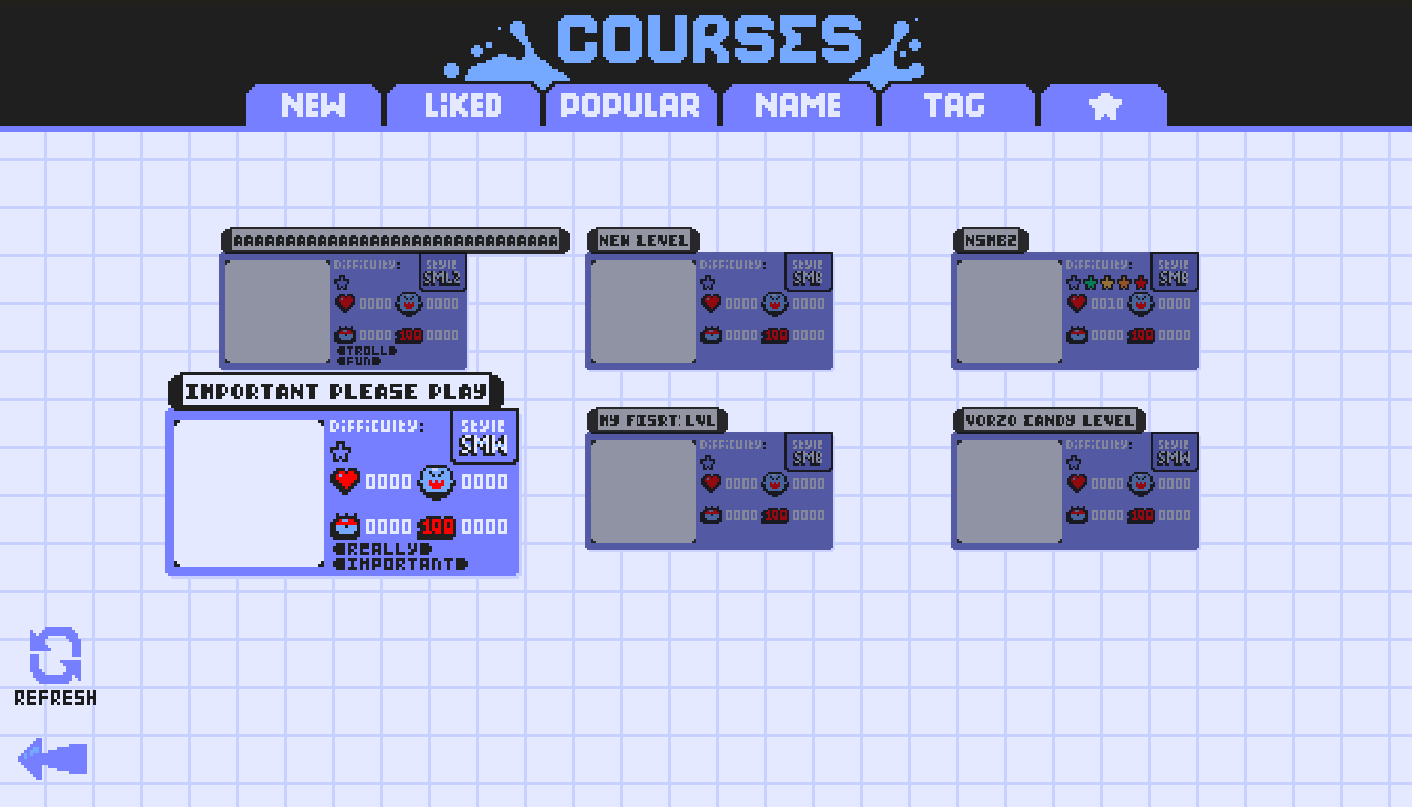 COURSES
NEW LiKED POPULAR NAME TAG
AAAAAAAAAAAAAAAAAAAAAAAAAAAAAAA
Difficulty: Style
SML2
0000 0000
0000 100 0000
TROLL
FUN
NEW LEVEL
Difficulty: Style
SMB
0000 0000
0000 100 0000
NSMB2
Difficulty: Style
SMB
0010 0000
0000 100 0000
IMPORTANT PLEASE PLAY
Difficulty: Style
SMW
0000 0000
0000 100 0000
REALLY
IMPORTANT
MY FISRT LVL
Difficulty: Style
SMB
0000 0000
0000 100 0000
VORZO CANDY LEVEL
Difficulty: Style
SMW
0000 0000
0000 100 0000
REFRESH